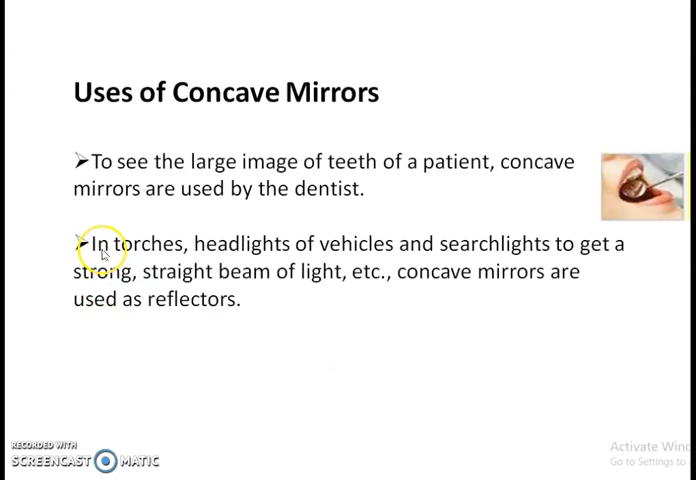 Uses of Concave Mirrors
➢To see the large image of teeth of a patient, concave
mirrors are used by the dentist.
➢In torches, headlights of vehicles and searchlights to get a
strong, straight beam of light, etc., concave mirrors are
used as reflectors.
RECORDED WITH
SCREENCAST MATIC
Activate Win
Go to Settings to